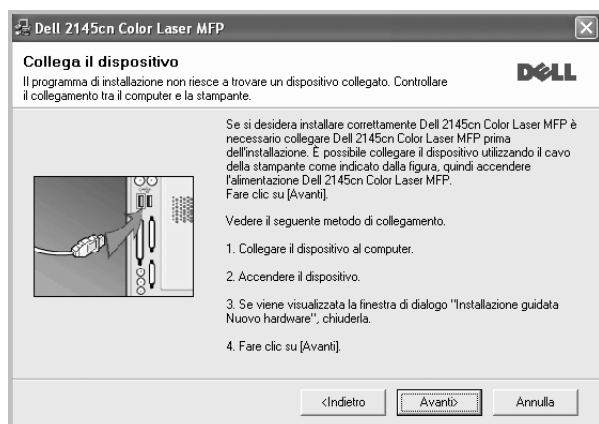 Dell 2145cn Color Laser MFP
Collega il dispositivo
Il programma di installazione non riesce a trovare un dispositivo collegato. Controllare
il collegamento tra il computer e la stampante.
DELL
Se si desidera installare correttamente Dell 2145cn Color Laser MFP è
necessario collegare Dell 2145cn Color Laser MFP prima
dell'installazione. È possibile collegare il dispositivo utilizzando il cavo
della stampante come indicato dalla figura, quindi accendere
l'alimentazione Dell 2145cn Color Laser MFP.
Fare clic su [Avanti].
Vedere il seguente metodo di collegamento.
1. Collegare il dispositivo al computer.
2. Accendere il dispositivo.
3. Se viene visualizzata la finestra di dialogo "Installazione guidata
Nuovo hardware", chiuderla.
4. Fare clic su [Avanti].
<Indietro
Avanti>
Annulla